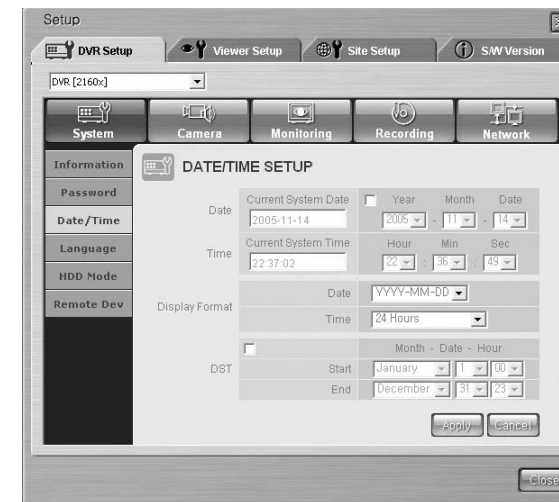 Setup
DVR Setup
Viewer Setup
Site Setup
S/W Version
DVR [2160x]
System
Camera
Monitoring
Recording
Network
Information
Password
Date/Time
Language
HDD Mode
Remote Dev
DATE/TIME SETUP
Date
Current System Date
2005-11-14
Year Month Date
2005 - 11 - 14
Time
Current System Time
22:37:02
Hour Min Sec
22 : 36 : 49
Display Format
Date
YYYY-MM-DD
Time
24 Hours
DST
Month - Date - Hour
Start
January 1 00
End
December 31 23
Apply
Cancel
Close